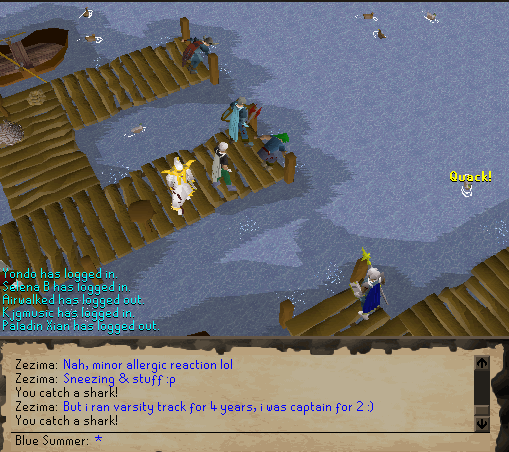 Quack!
Yondo has logged in.
Selena B has logged in.
Airwalked has logged out.
Kjgmusic has logged in.
Paladin Xian has logged out.
Zezima: Nah, minor allergic reaction lol
Zezima: Sneezing & stuff :p
You catch a shark!
Zezima: But i ran varsity track for 4 years, i was captain for 2 :)
You catch a shark!
Blue Summer: *